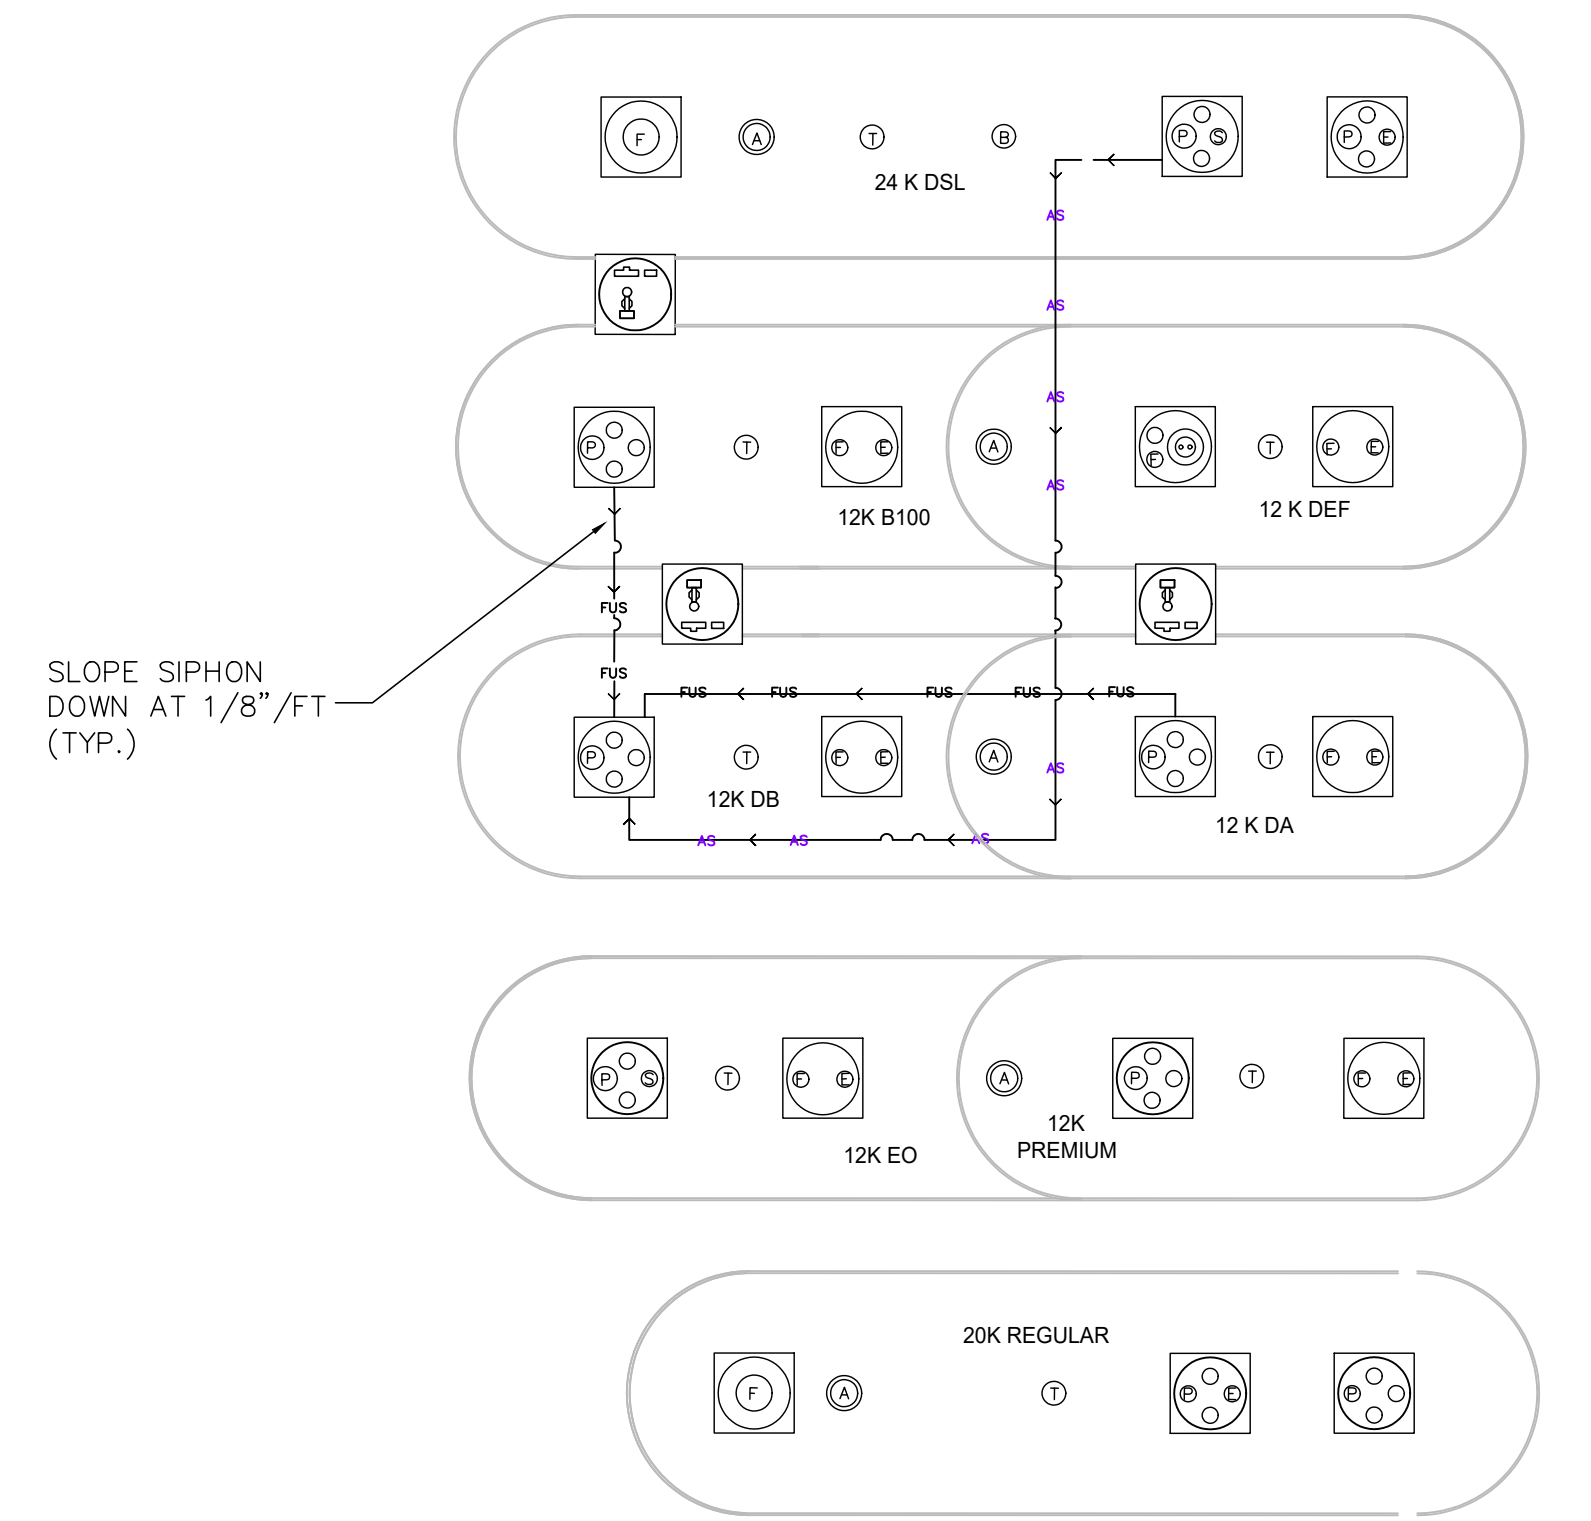 F
A
T
B
P S
P E
24 K DSL
AS
AS
AS
P
T
F E
A
F
T
F E
AS
12K B100
12 K DEF
FUS
SLOPE SIPHON
DOWN AT 1/8"/FT
(TYP.)
FUS
FUS FUS FUS FUS FUS
P
T
F E
A
AS
P
T
F E
12K DB
12 K DA
AS AS AS
P S
T
F E
A
P
T
F E
12K
PREMIUM
12K EO
20K REGULAR
F
A
T
P E
P